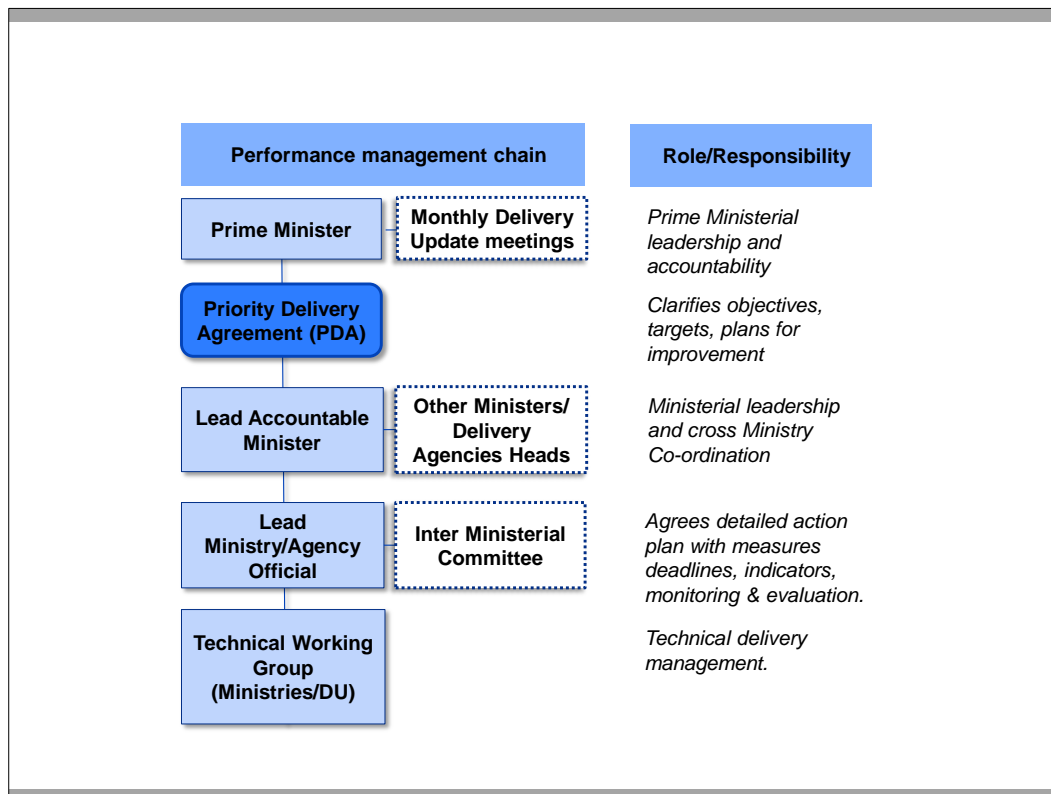 Performance management chain
Role/Responsibility
Prime Minister
Monthly Delivery
Update meetings
Prime Ministerial
leadership and
accountability
Priority Delivery
Agreement (PDA)
Clarifies objectives,
targets, plans for
improvement
Lead Accountable
Minister
Other Ministers/
Delivery
Agencies Heads
Ministerial leadership
and cross Ministry
Co-ordination
Lead
Ministry/Agency
Official
Inter Ministerial
Committee
Agrees detailed action
plan with measures
deadlines, indicators,
monitoring & evaluation.
Technical Working
Group
(Ministries/DU)
Technical delivery
management.